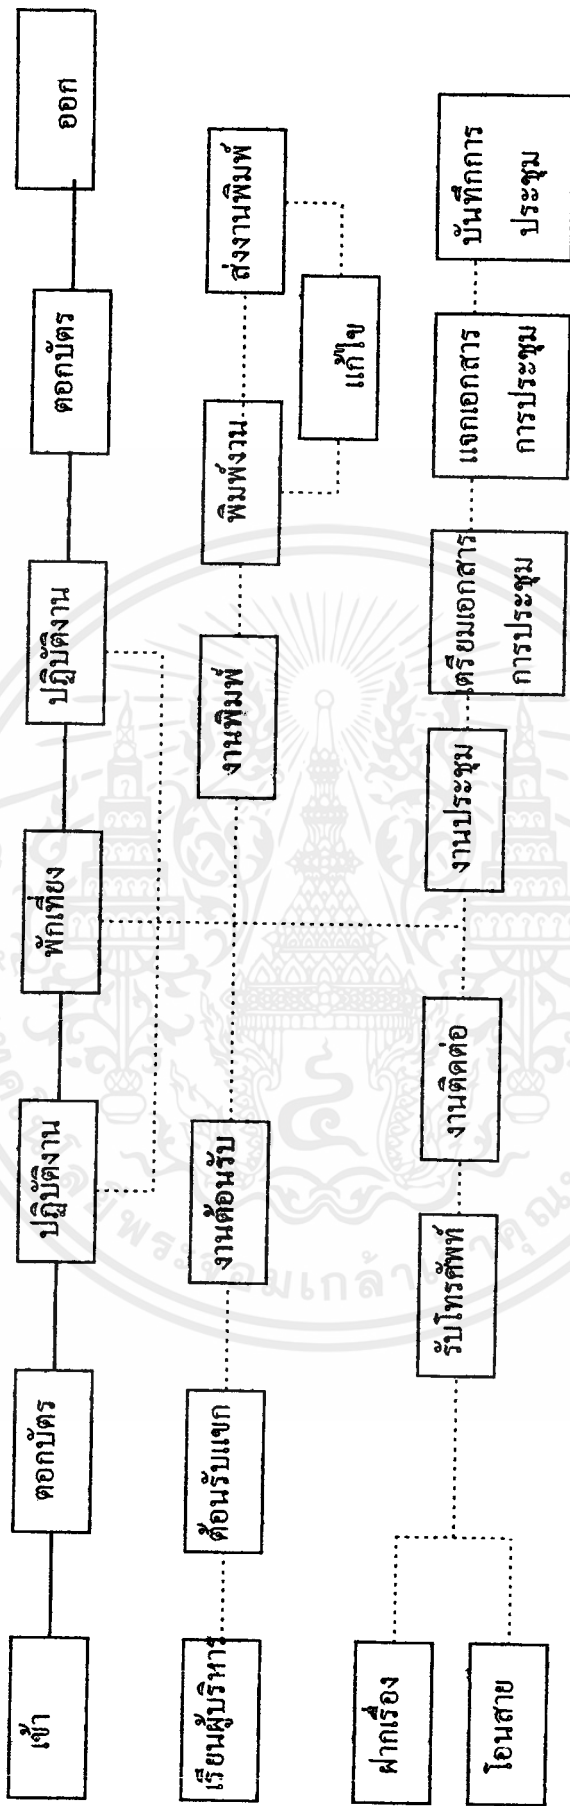 เข้า
ตอกบัตร
ปฏิบัติงาน
พักเที่ยง
ปฏิบัติงาน
ตอกบัตร
ออก
เรียนผู้บริหาร
ต้อนรับแขก
งานต้อนรับ
งานพิมพ์
พิมพ์งาน
ส่งงานพิมพ์
แก้ไข
ฝากเรื่อง
โอนสาย
รับโทรศัพท์
งานติดต่อ
งานประชุม
เตรียมเอกสาร
การประชุม
แจกเอกสาร
การประชุม
บันทึกการ
ประชุม